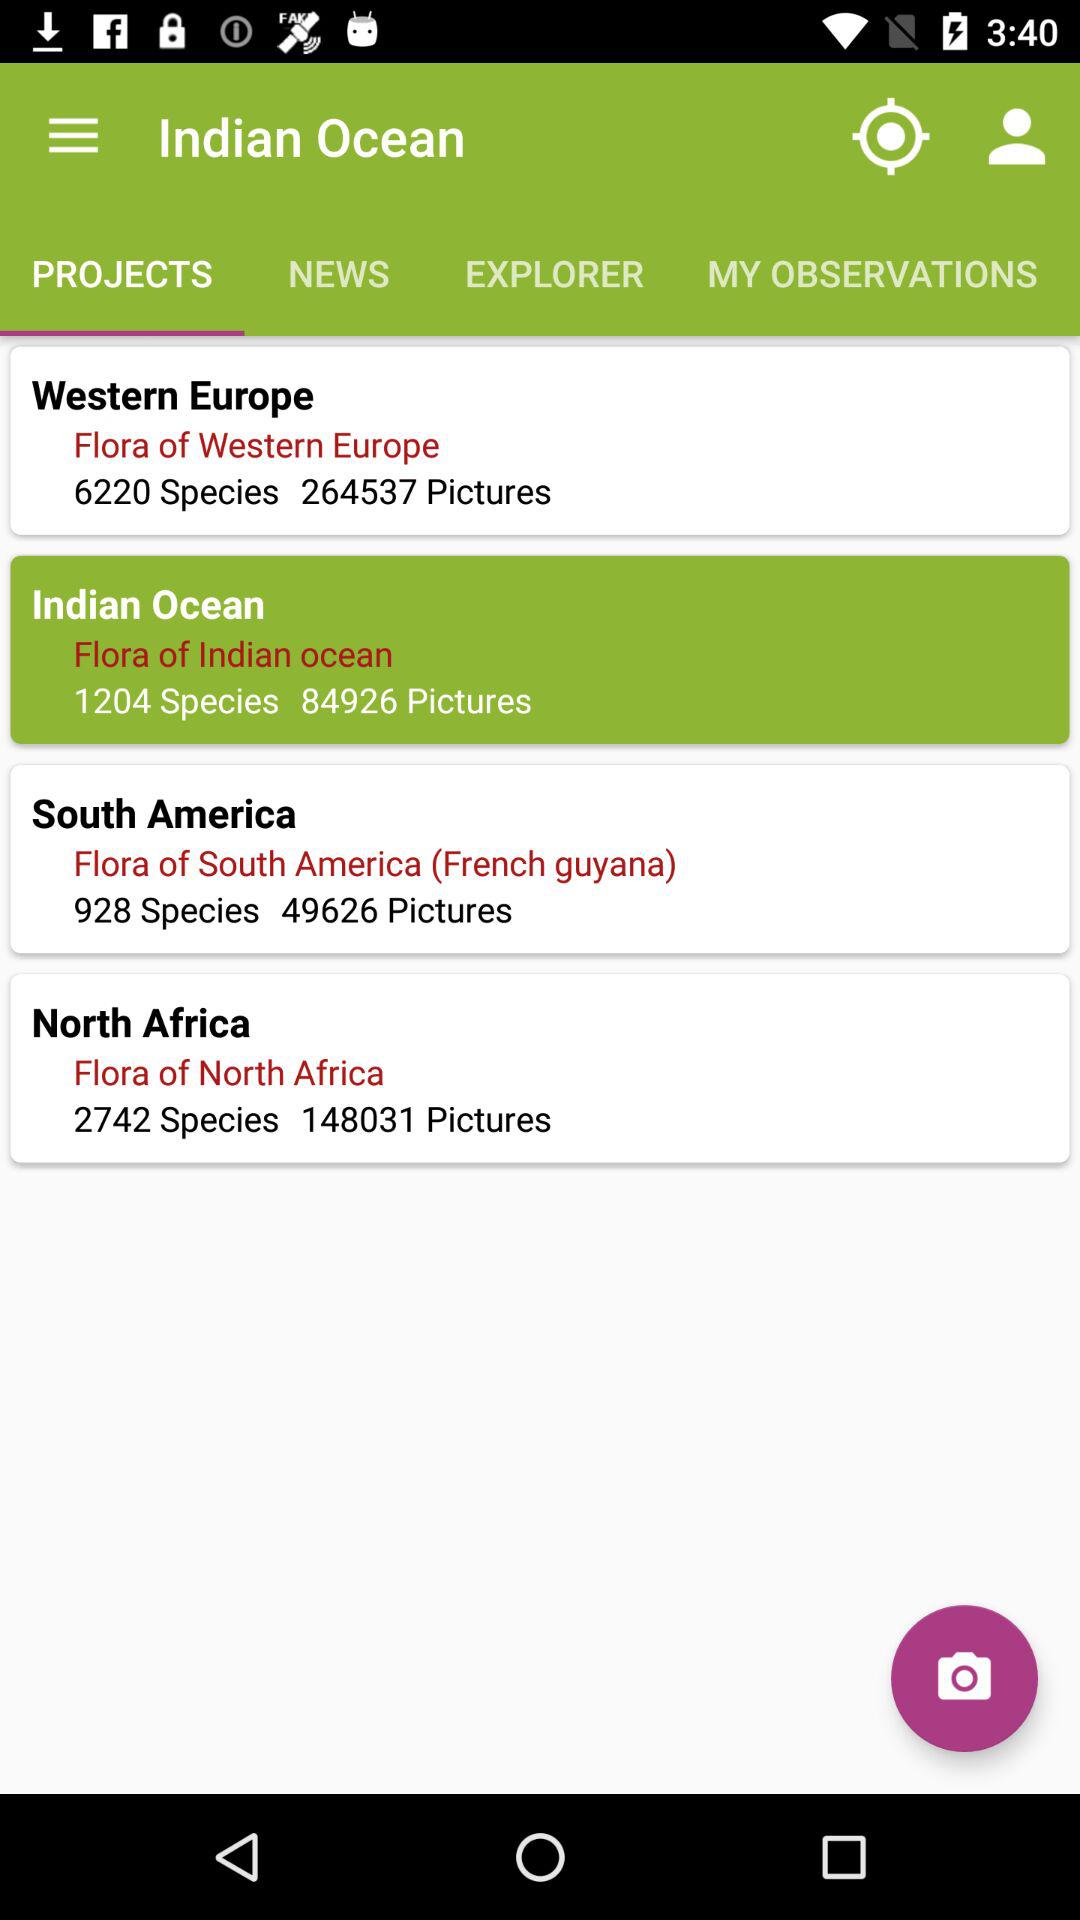 FAKE
3:40
Indian Ocean
PROJECTS NEWS EXPLORER MY OBSERVATIONS
Western Europe
Flora of Western Europe
6220 Species 264537 Pictures
Indian Ocean
Flora of Indian ocean
1204 Species 84926 Pictures
South America
Flora of South America (French guyana)
928 Species 49626 Pictures
North Africa
Flora of North Africa
2742 Species 148031 Pictures